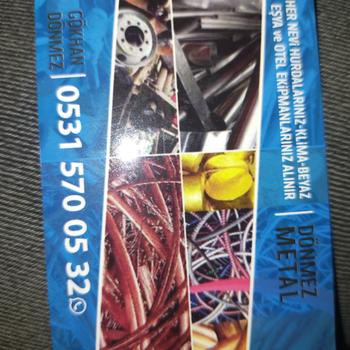 HER NEVİ HURDALARINIZ-KLİMA-BEYAZ
EŞYA ve OTEL EKİPMANLARINIZ ALINIR
DÖNMEZ
METAL
GÖKHAN
DÖNMEZ
0531 570 05 32